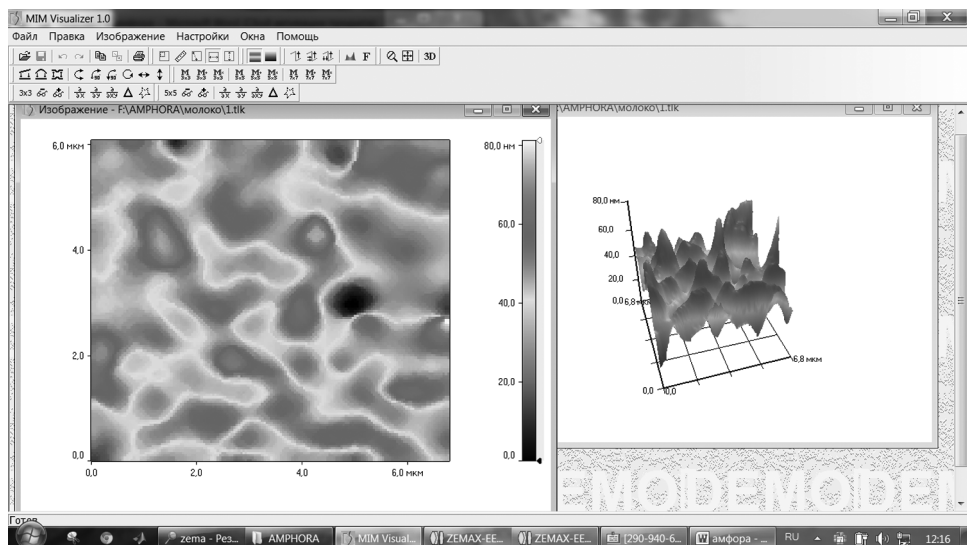 MIM Visualizer 1.0
Файл Правка Изображение Настройки Окна Помощь
F 3D
3x3 5x5
Изображение - F:\AMPHORA\молоко\1.tlk
\AMPHORA\молоко\1.tlk
6,0 мкм
4,0
2,0
0,0
0,0 2,0 4,0 6,0 мкм
80,0 нм
60,0
40,0
20,0
0,0
80,0 нм
60,0
40,0
20,0
0,0
0,0 0,0
6,8 мкм
DEMO DEMO
Готов
zema - Рез... AMPHORA MIM Visual... ZEMAX-EE... ZEMAX-EE... [290-940-6... амфора - ... RU 12:16